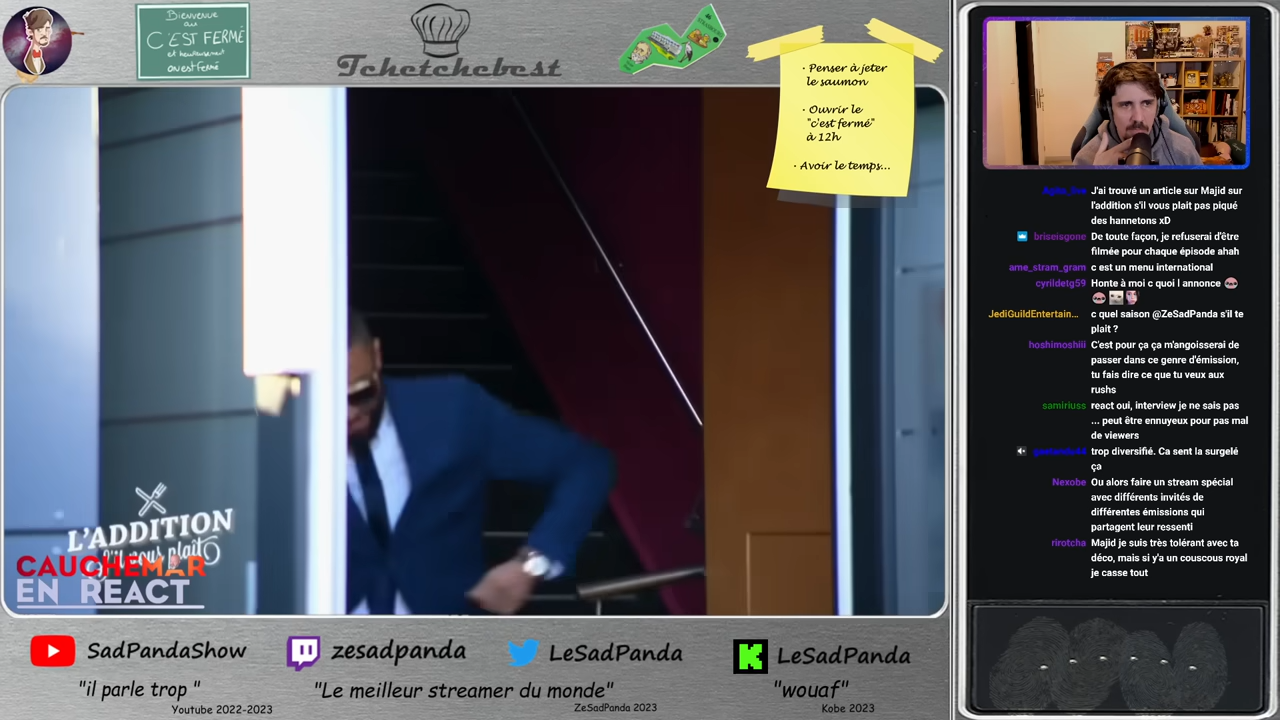 Bienvenue
au
C'EST FERMÉ
et heureusement
on est fermé
Tchetchebest
· Penser à jeter
le saumon
· Ouvrir le
"c'est fermé"
à 12h
· Avoir le temps...
L'ADDITION
s'il vous plaît
CAUCHEMAR
EN REACT
SadPandaShow
zesadpanda
LeSadPanda
LeSadPanda
"il parle trop "
Youtube 2022-2023
"Le meilleur streamer du monde"
ZeSadPanda 2023
"wouaf"
Kobe 2023
J'ai trouvé un article sur Majid sur
l'addition s'il vous plait pas piqué
des hannetons xD
briseisgone De toute façon, je refuserai d'être
filmée pour chaque épisode ahah
ame_stram_gram c est un menu international
cyrildetg59 Honte à moi c quoi l annonce
JediGuildEntertain... c quel saison @ZeSadPanda s'il te
plait ?
hoshimoshiii C'est pour ça ça m'angoisserai de
passer dans ce genre d'émission,
tu fais dire ce que tu veux aux
rushs
samiriuss react oui, interview je ne sais pas
... peut être ennuyeux pour pas mal
de viewers
trop diversifié. Ca sent la surgelé
ça
Nexobe Ou alors faire un stream spécial
avec différents invités de
différentes émissions qui
partagent leur ressenti
rirotcha Majid je suis très tolérant avec ta
déco, mais si y'a un couscous royal
je casse tout